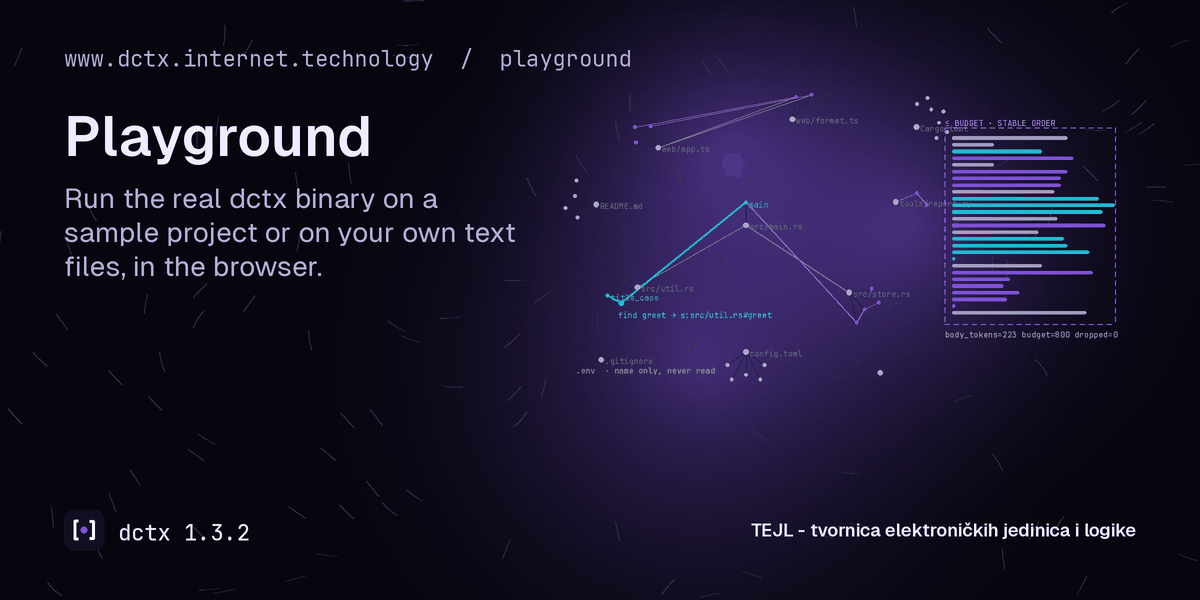 www.dctx.internet.technology / playground
Playground
Run the real dctx binary on a
sample project or on your own text
files, in the browser.
web/format.ts
web/app.ts
README.md
main
src/main.rs
src/util.rs
title_case
find greet → s:src/util.rs#greet
src/store.rs
.gitignore
.env · name only, never read
config.toml
BUDGET · STABLE ORDER
body_tokens=223 budget=800 dropped=0
dctx 1.3.2
TEJL - tvornica elektroničkih jedinica i logike